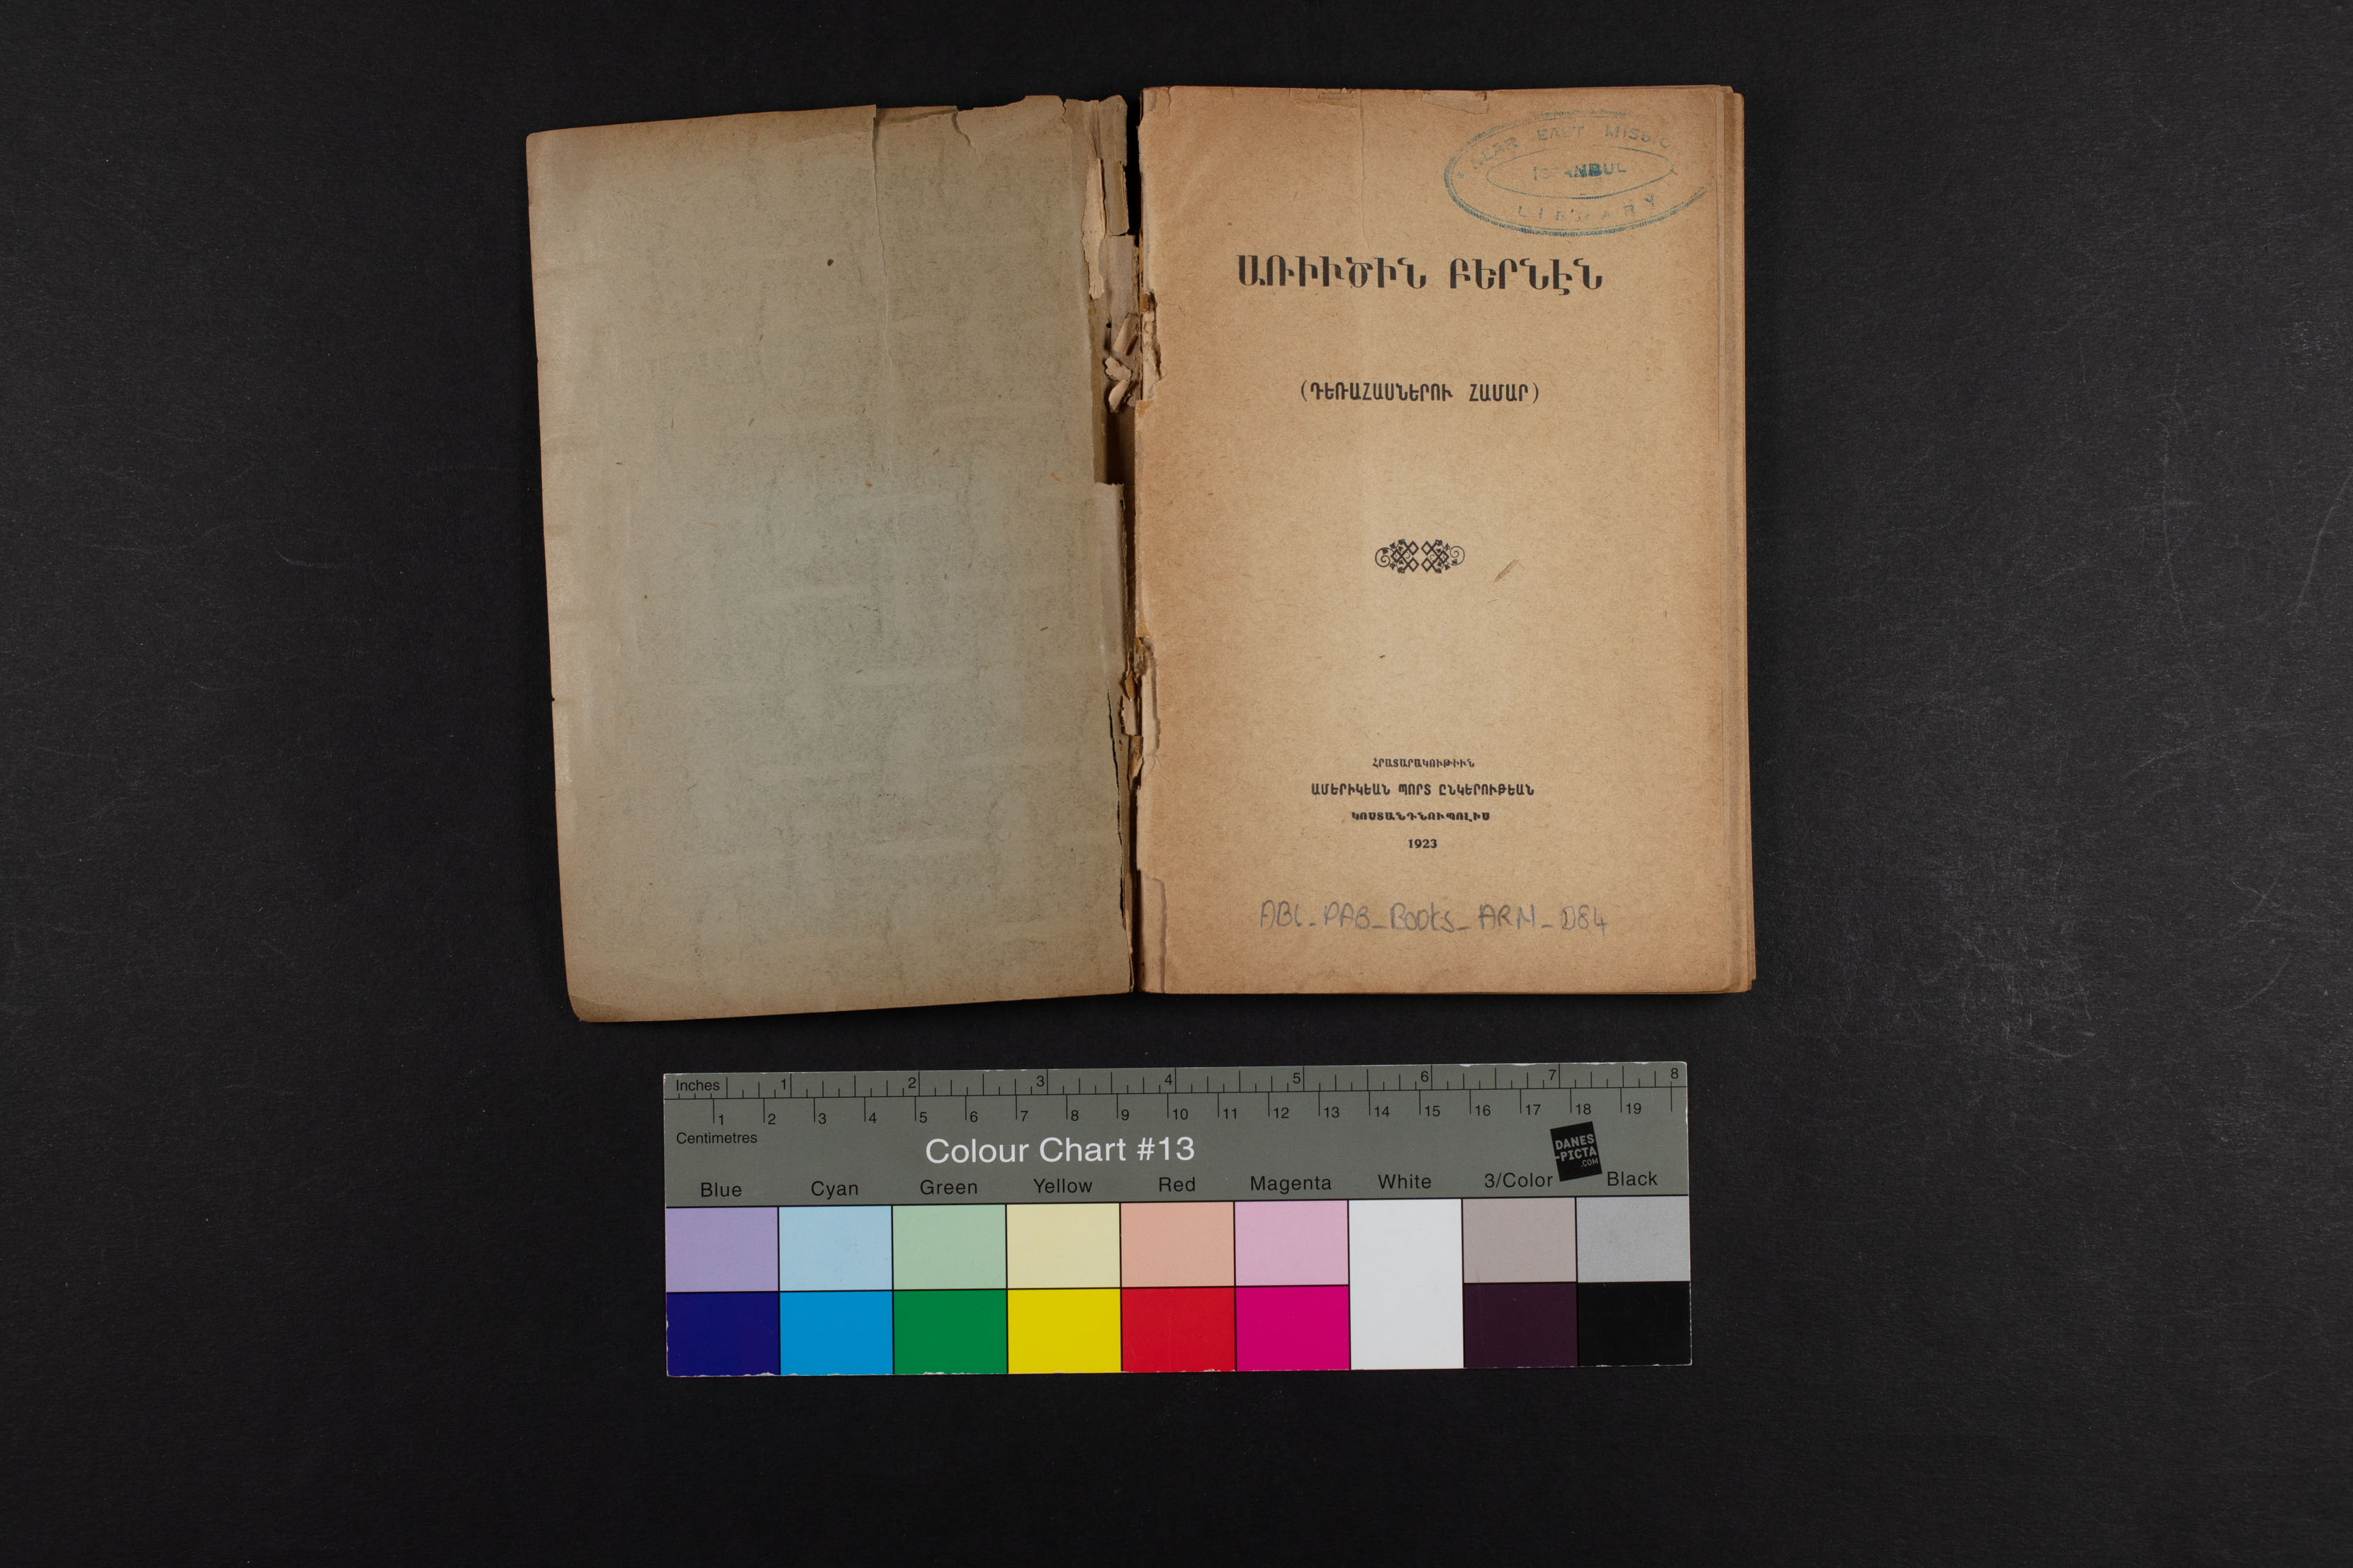 NEAR EAST MISSION
ISTANBUL
LIBRARY
ԱՌԻՒԾԻՆ ԲԵՐՆԷՆ
(ԴԵՌԱՀԱՍՆԵՐՈՒ ՀԱՄԱՐ)
ՀՐԱՏԱՐԱԿՈՒԹԻՒՆ
ԱՄԵՐԻԿԵԱՆ ՊՈՐՏ ԸՆԿԵՐՈՒԹԵԱՆ
ԿՈՍՏԱՆԴՆՈՒՊՈԼԻՍ
1923
ABL_PAB_Books_ARM_084
Inches 1 2 3 4 5 6 7 8
1 2 3 4 5 6 7 8 9 10 11 12 13 14 15 16 17 18 19
Centimetres
Colour Chart #13
DANES
-PICTA
.COM
Blue Cyan Green Yellow Red Magenta White 3/Color Black